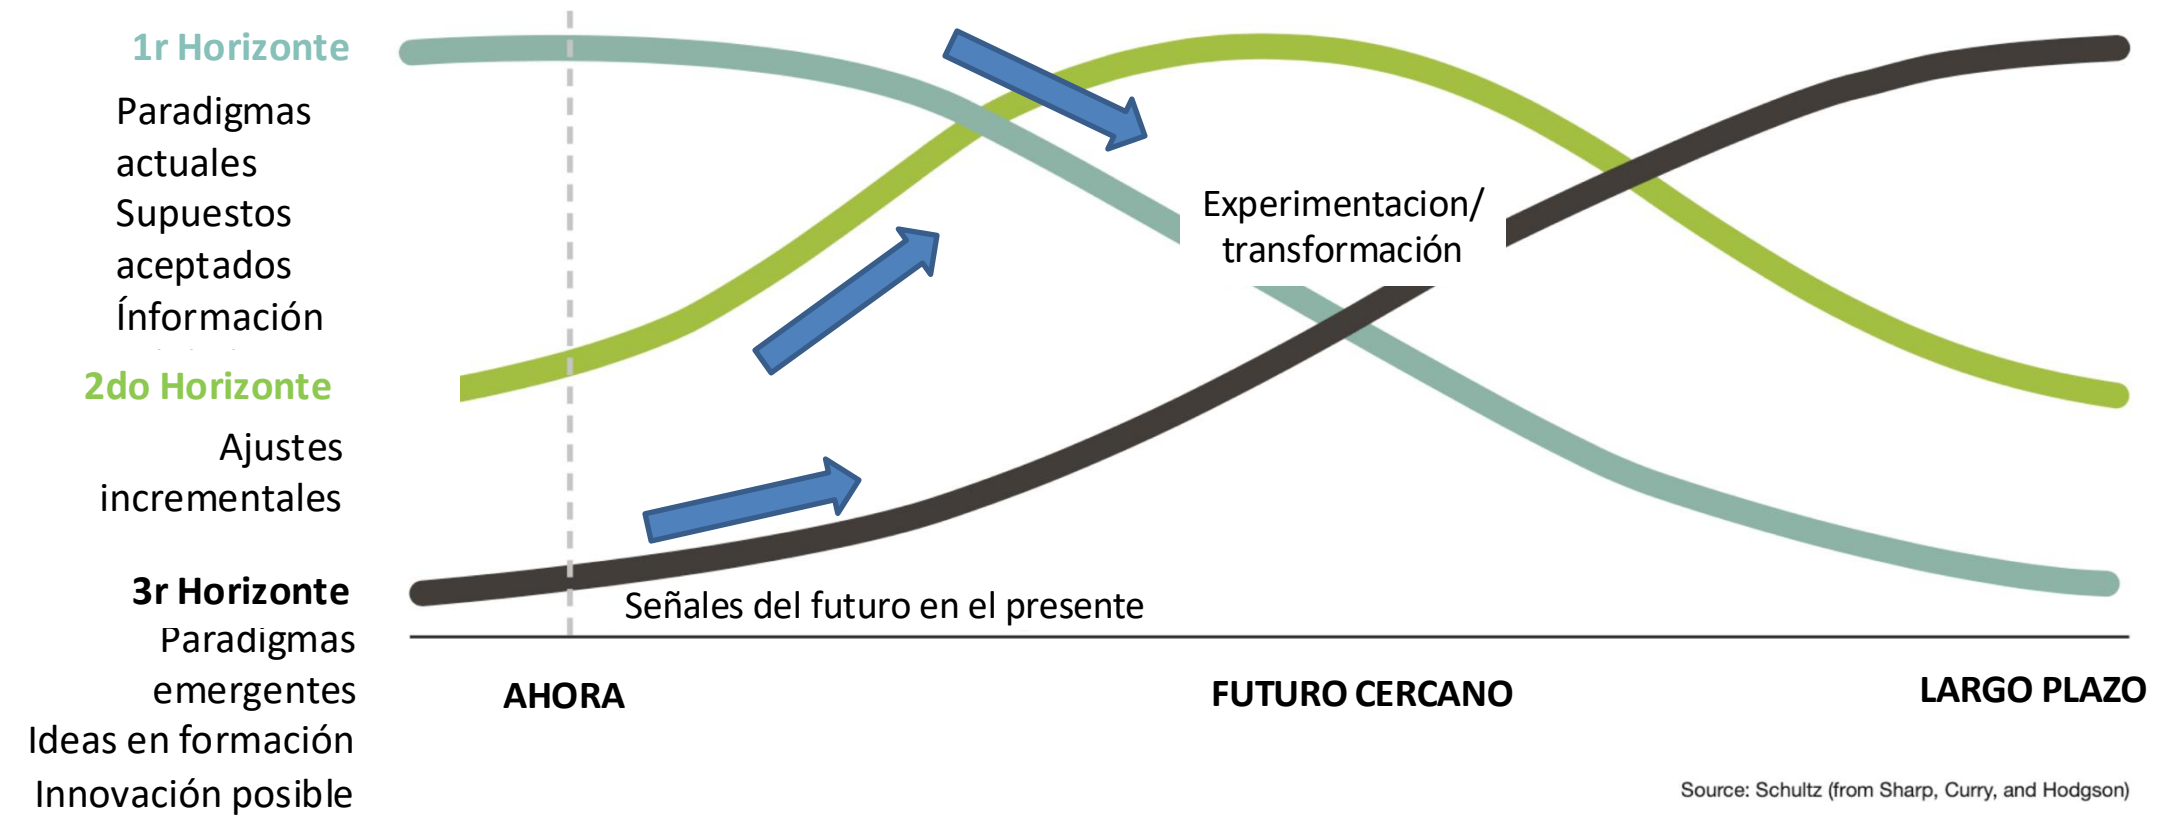 1r Horizonte
Paradigmas
actuales
Supuestos
aceptados
Ínformación
2do Horizonte
Ajustes
incrementales
3r Horizonte
Paradigmas
emergentes
Ideas en formación
Innovación posible
Experimentacion/
transformación
Señales del futuro en el presente
AHORA
FUTURO CERCANO
LARGO PLAZO
Source: Schultz (from Sharp, Curry, and Hodgson)